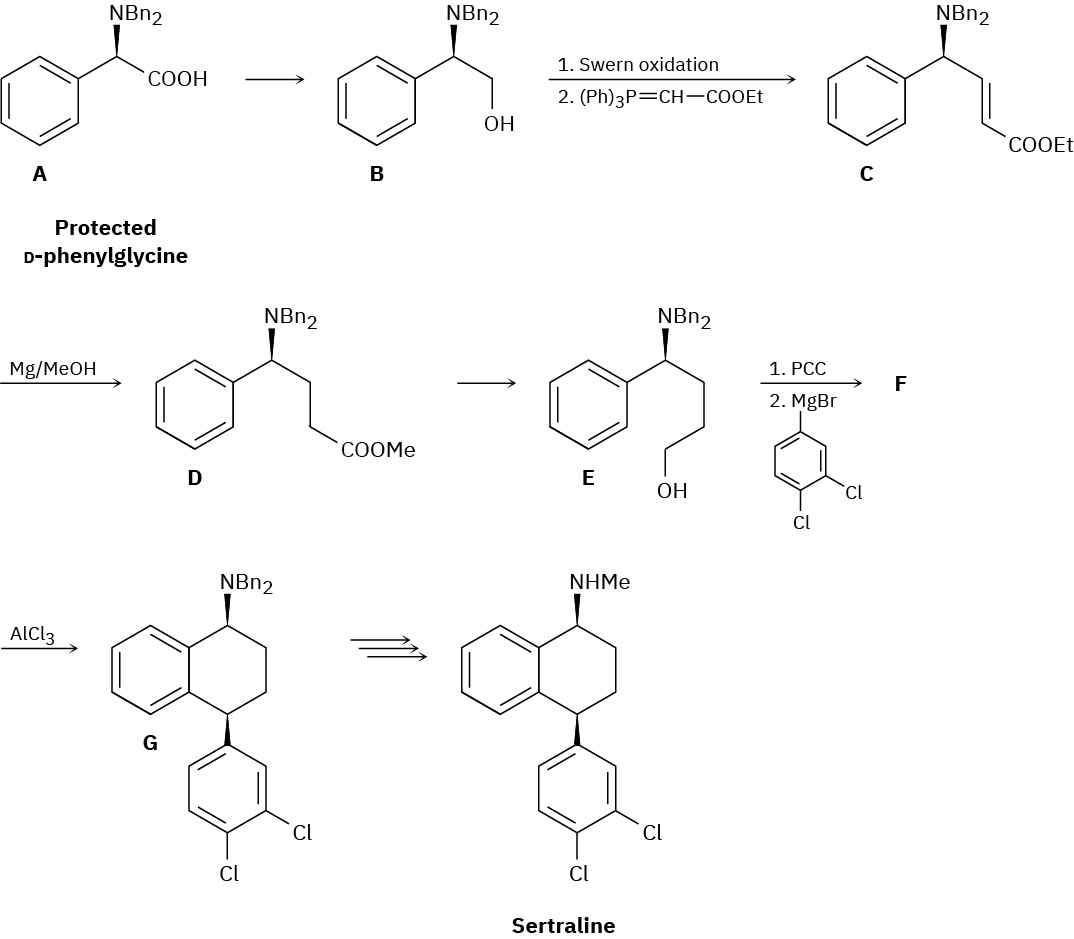 NBn₂ NBn₂ NBn₂
COOH OH COOEt
1. Swern oxidation
2. (Ph)₃P=CH—COOEt
A B C
Protected
D-phenylglycine
Mg/MeOH
NBn₂ NBn₂
COOMe OH
1. PCC
2. MgBr
Cl
Cl
D E F
AlCl₃
NBn₂ NHMe
G
Cl Cl
Cl Cl
Sertraline